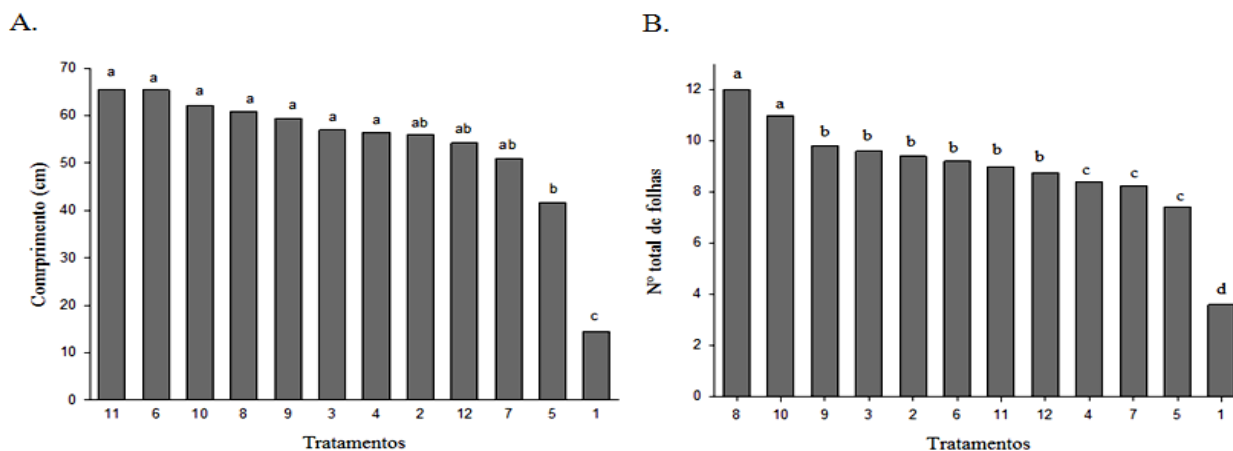 A.
70
60
50
40
30
20
10
0
Comrprimento (cm)
a a a a a a a ab ab ab b c
11 6 10 8 9 3 4 2 12 7 5 1
Tratamentos
B.
12
10
8
6
4
2
0
Nº total de folhas
a a b b b b b b c c c d
8 10 9 3 2 6 11 12 4 7 5 1
Tratamentos